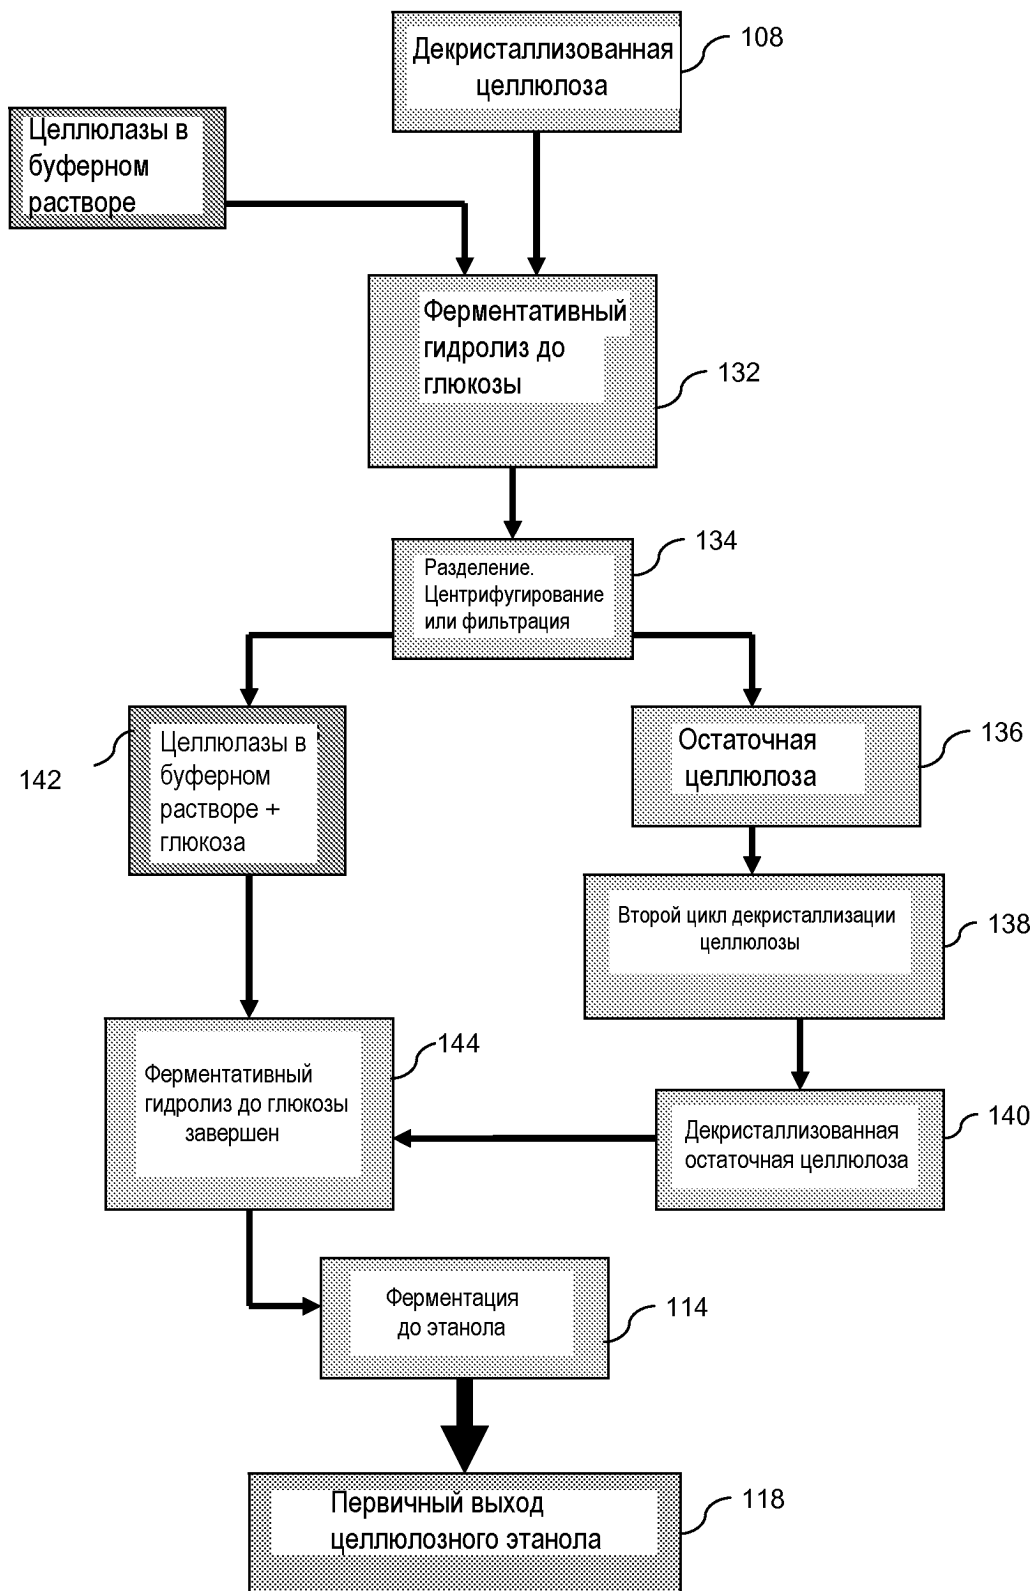 Декристаллизованная
целлюлоза
108
Целлюлазы в
буферном
растворе
Ферментативный
гидролиз до
глюкозы
132
134
Разделение.
Центрифугирование
или фильтрация
142
Целлюлазы в
буферном
растворе +
глюкоза
Остаточная
целлюлоза
136
Второй цикл декристаллизации
целлюлозы
138
144
Ферментативный
гидролиз до глюкозы
завершен
Декристаллизованная
остаточная целлюлоза
140
Ферментация
до этанола
114
Первичный выход
целлюлозного этанола
118